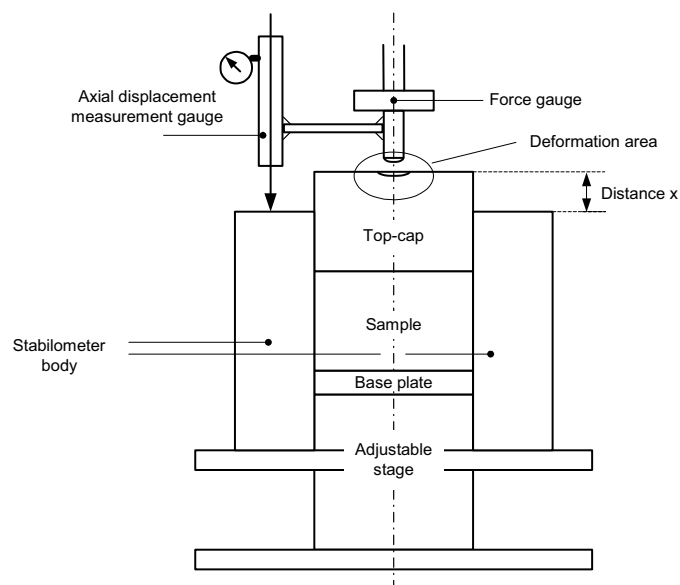 Axial displacement
measurement gauge
Force gauge
Deformation area
Distance x
Top-cap
Sample
Stabilometer
body
Base plate
Adjustable
stage